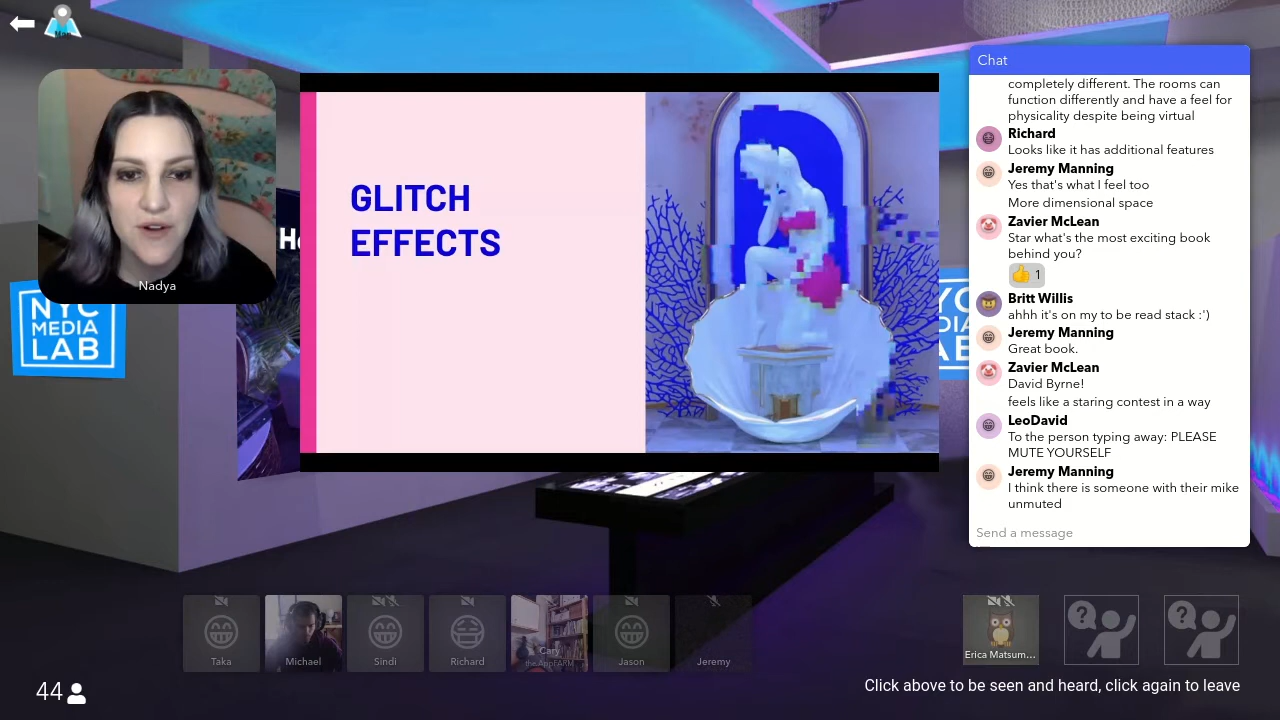 Map
Nadya
NYC
MEDIA
LAB
GLITCH
EFFECTS
Chat
completely different. The rooms can
function differently and have a feel for
physicality despite being virtual
Richard
Looks like it has additional features
Jeremy Manning
Yes that's what I feel too
More dimensional space
Zavier McLean
Star what's the most exciting book
behind you?
1
Britt Willis
ahhh it's on my to be read stack :')
Jeremy Manning
Great book.
Zavier McLean
David Byrne!
feels like a staring contest in a way
LeoDavid
To the person typing away: PLEASE
MUTE YOURSELF
Jeremy Manning
I think there is someone with their mike
unmuted
Send a message
Taka
Michael
Sindi
Richard
Cary
the AppFARM
Jason
Jeremy
Erica Matsum...
?
?
44
Click above to be seen and heard, click again to leave